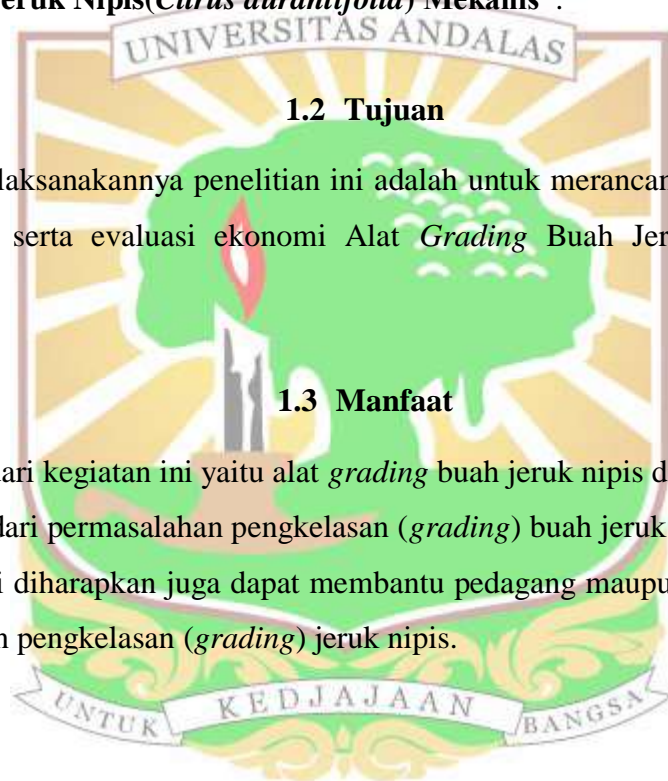 eruk Nipis(Citrus aurantifolia) Mekanis".
UNIVERSITAS ANDALAS
1.2 Tujuan
laksanakannya penelitian ini adalah untuk merancan
serta evaluasi ekonomi Alat Grading Buah Jer
1.3 Manfaat
dari kegiatan ini yaitu alat grading buah jeruk nipis d
dari permasalahan pengkelasan (grading) buah jeruk
i diharapkan juga dapat membantu pedagang maupu
n pengkelasan (grading) jeruk nipis.
UNTUK KEDJAJAAN BANGSA